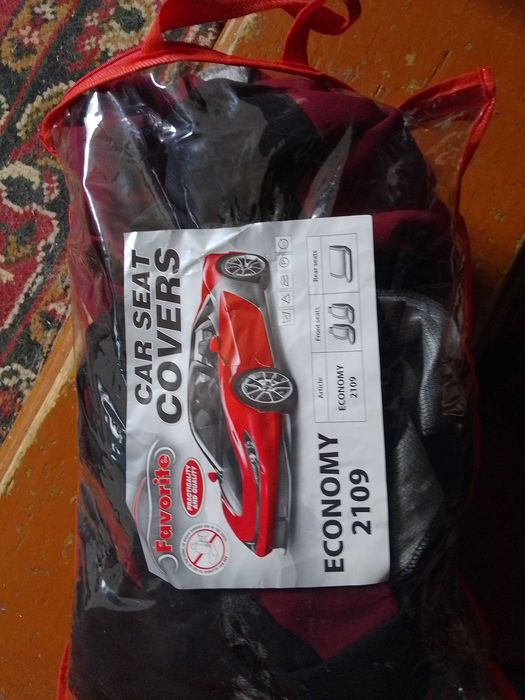 CAR SEAT
COVERS
Favorite
PRACTICALITY
AND QUALITY
Article
Front seats
Rear seats
ECONOMY
2109
ECONOMY
2109